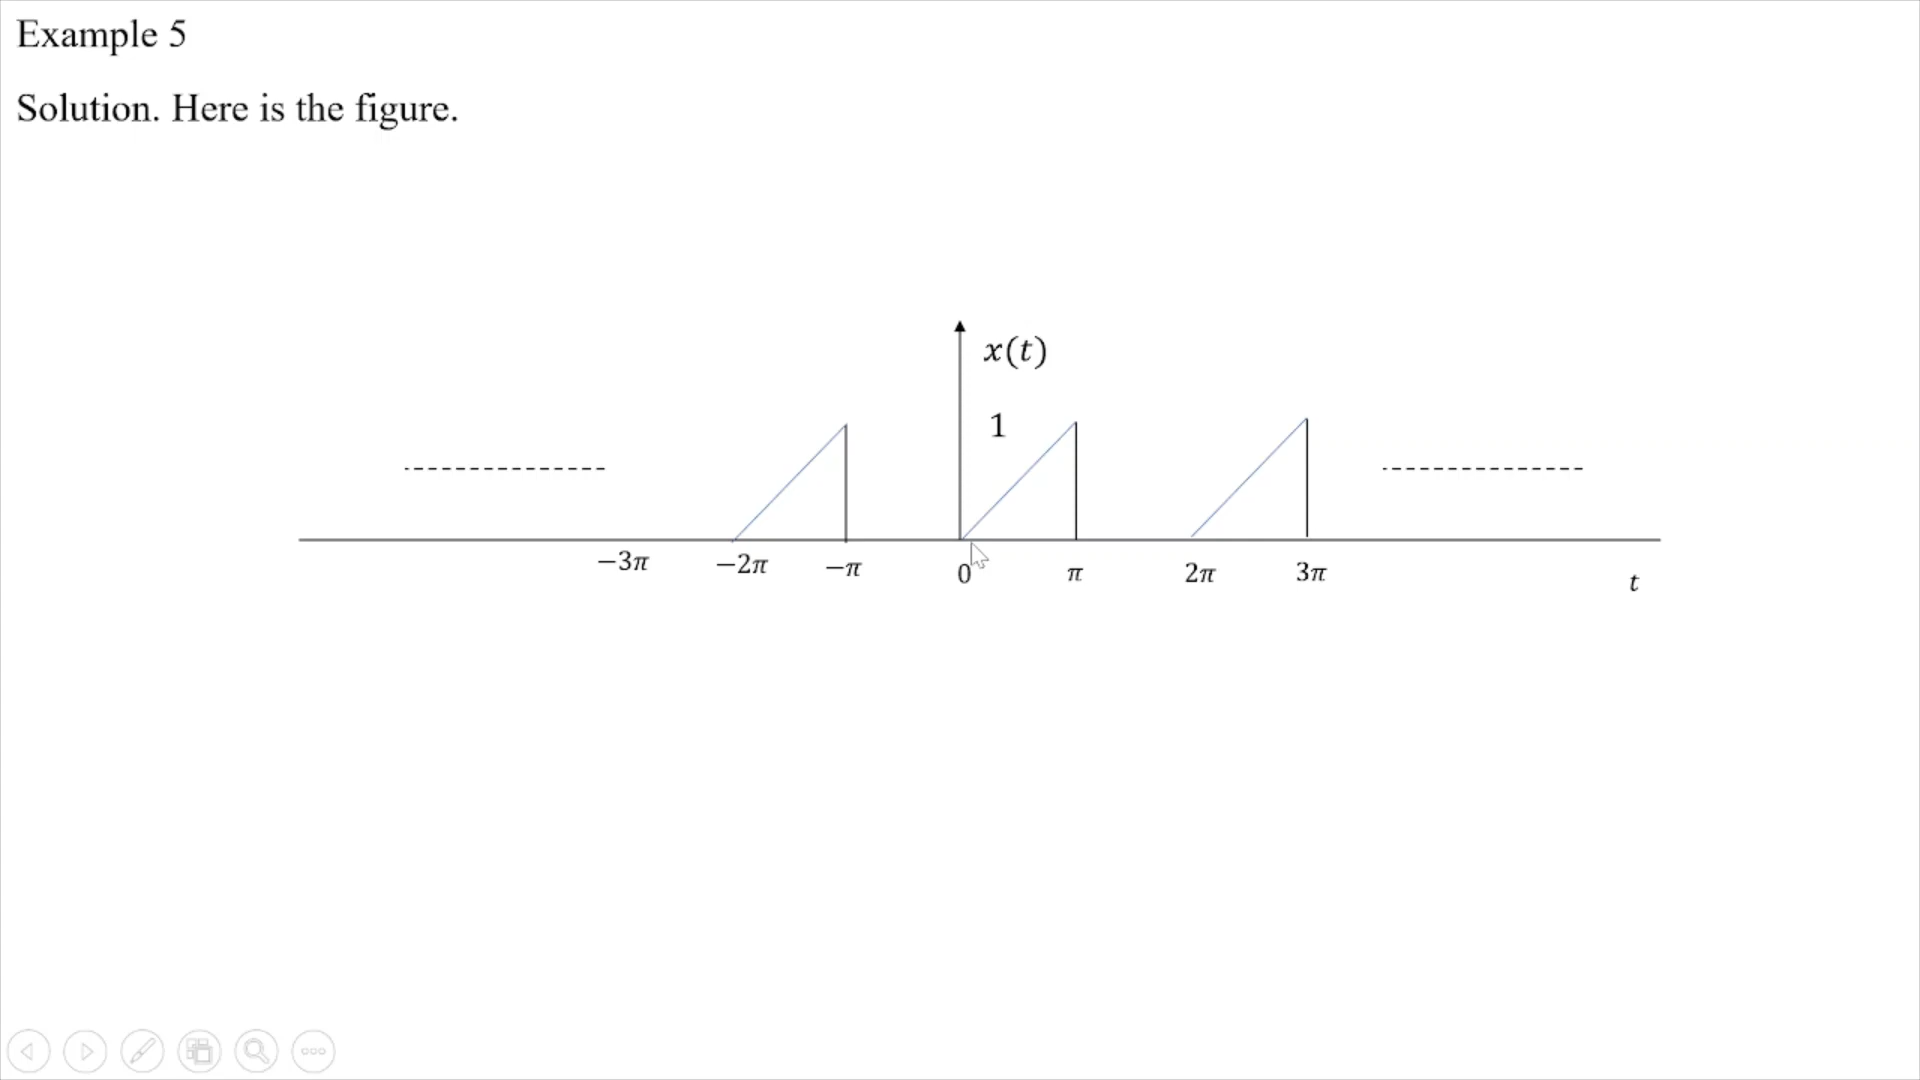 Example 5
Solution. Here is the figure.
x(t)
1
−3π −2π −π 0 π 2π 3π t